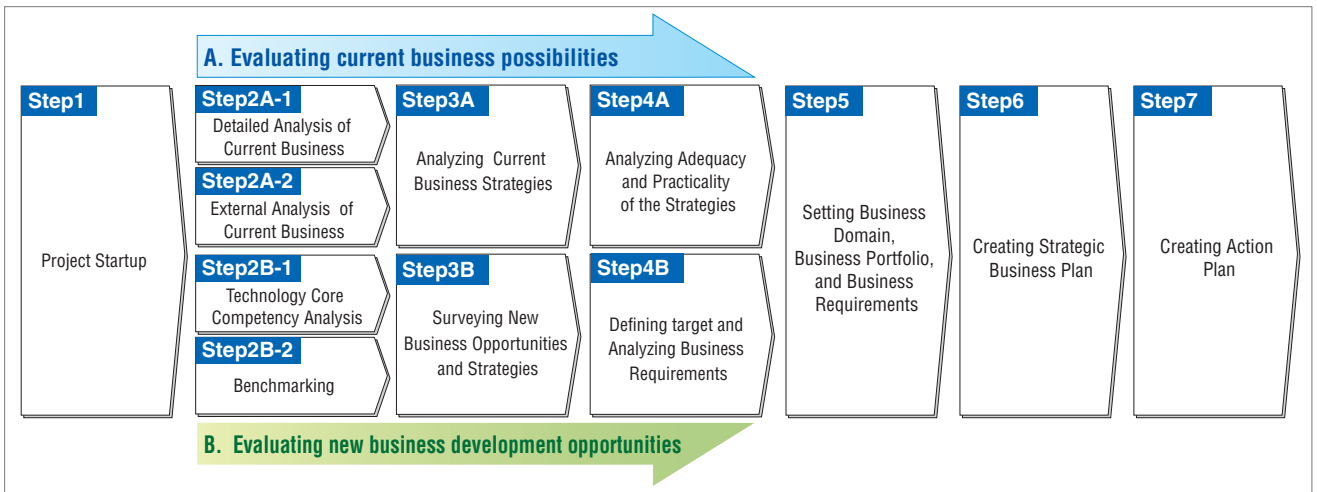 A. Evaluating current business possibilities
Step1
Project Startup
Step2A-1
Detailed Analysis of
Current Business
Step2A-2
External Analysis of
Current Business
Step2B-1
Technology Core
Competency Analysis
Step2B-2
Benchmarking
Step3A
Analyzing Current
Business Strategies
Step3B
Surveying New
Business Opportunities
and Strategies
Step4A
Analyzing Adequacy
and Practicality
of the Strategies
Step4B
Defining target and
Analyzing Business
Requirements
Step5
Setting Business
Domain,
Business Portfolio,
and Business
Requirements
Step6
Creating Strategic
Business Plan
Step7
Creating Action
Plan
B. Evaluating new business development opportunities